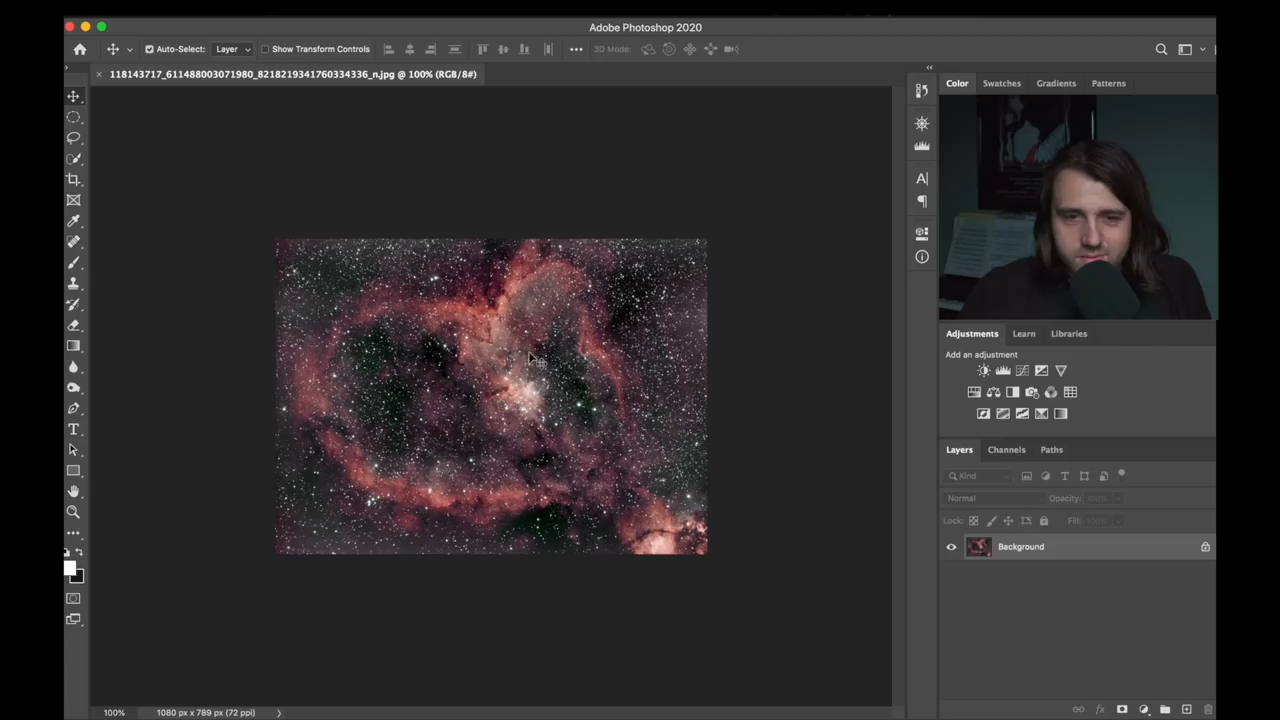 Adobe Photoshop 2020
Auto-Select: Layer Show Transform Controls 3D Mode:
118143717_611488003071980_8218219341760334336_n.jpg @ 100% (RGB/8#)
Color Swatches Gradients Patterns
Adjustments Learn Libraries
Add an adjustment
Layers Channels Paths
Kind
Normal Opacity: 100%
Lock: Fill: 100%
Background
100% 1080 px x 789 px (72 ppi)